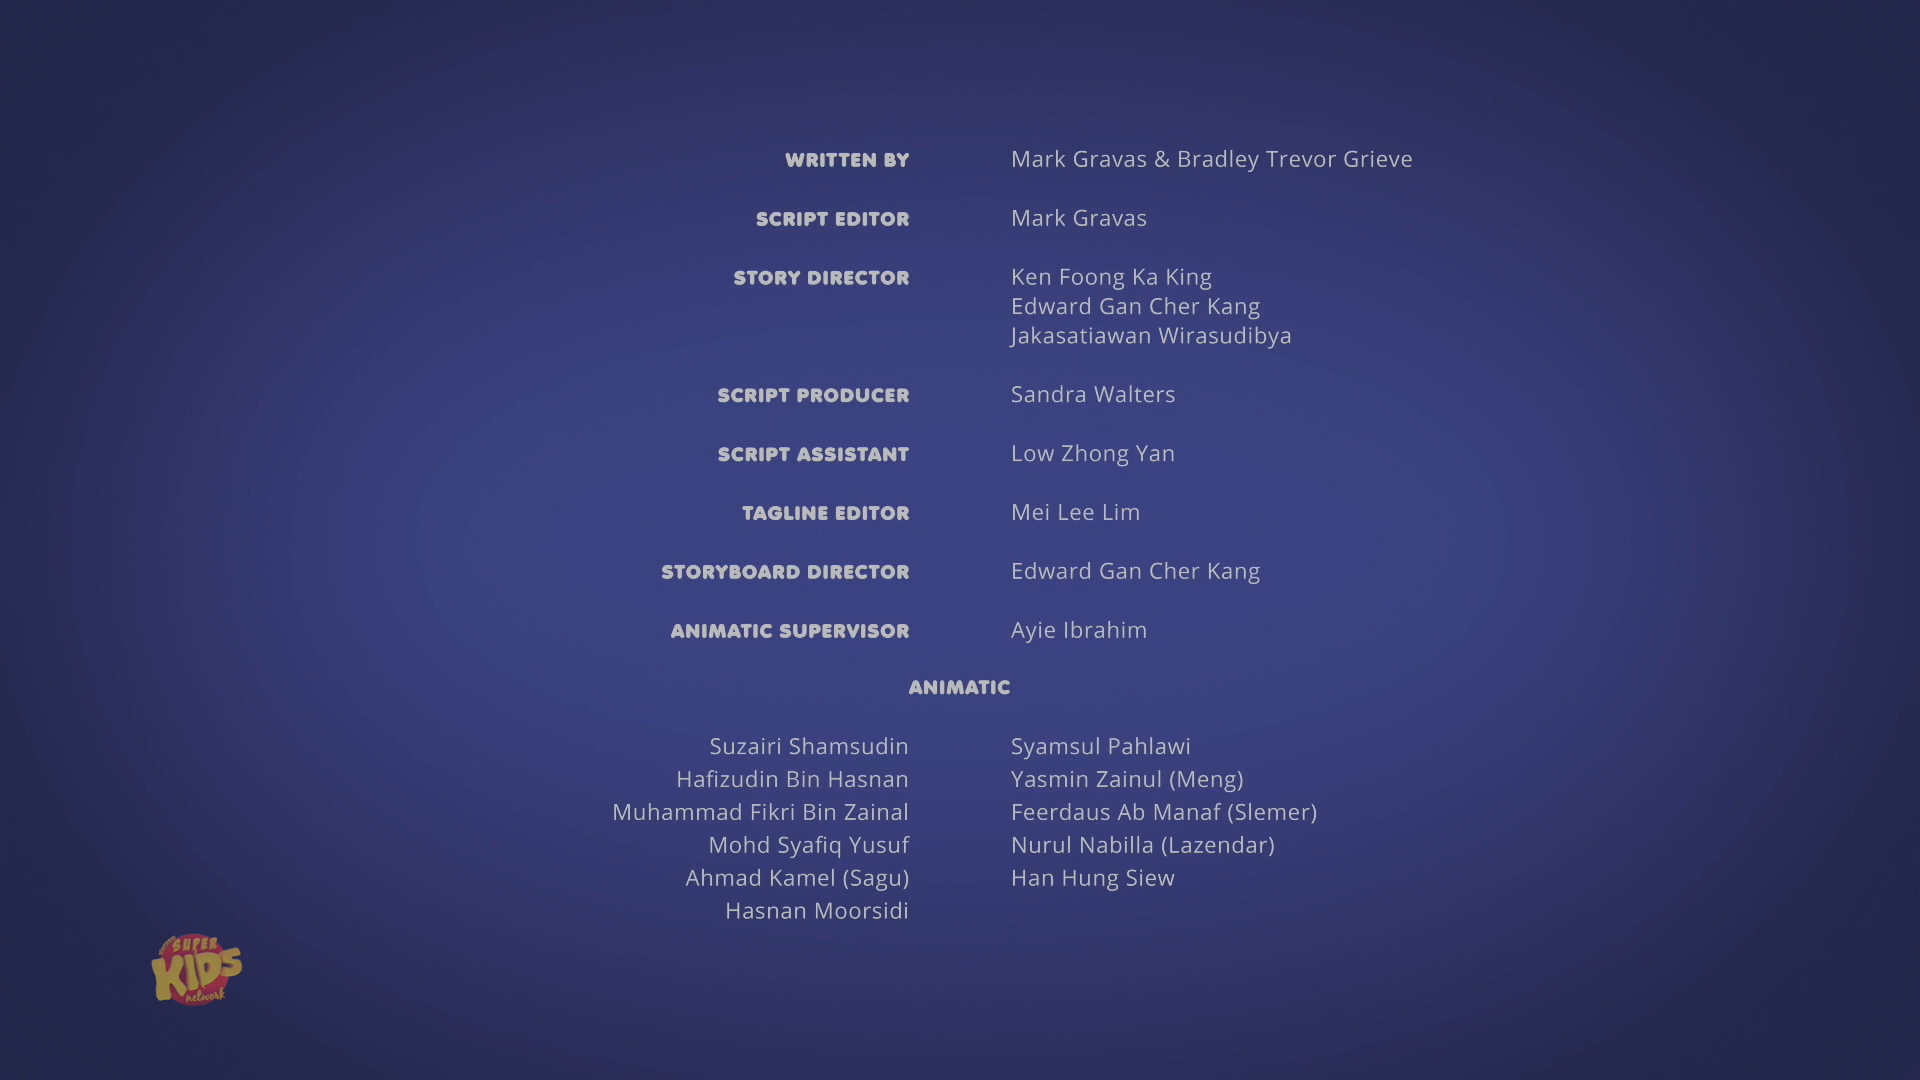 WRITTEN BY Mark Gravas & Bradley Trevor Grieve
SCRIPT EDITOR Mark Gravas
STORY DIRECTOR Ken Foong Ka King
Edward Gan Cher Kang
Jakasatiawan Wirasudibya
SCRIPT PRODUCER Sandra Walters
SCRIPT ASSISTANT Low Zhong Yan
TAGLINE EDITOR Mei Lee Lim
STORYBOARD DIRECTOR Edward Gan Cher Kang
ANIMATIC SUPERVISOR Ayie Ibrahim
ANIMATIC
Suzairi Shamsudin Syamsul Pahlawi
Hafizudin Bin Hasnan Yasmin Zainul (Meng)
Muhammad Fikri Bin Zainal Feerdaus Ab Manaf (Slemer)
Mohd Syafiq Yusuf Nurul Nabilla (Lazendar)
Ahmad Kamel (Sagu) Han Hung Siew
Hasnan Moorsidi
SUPER
KIDS
network